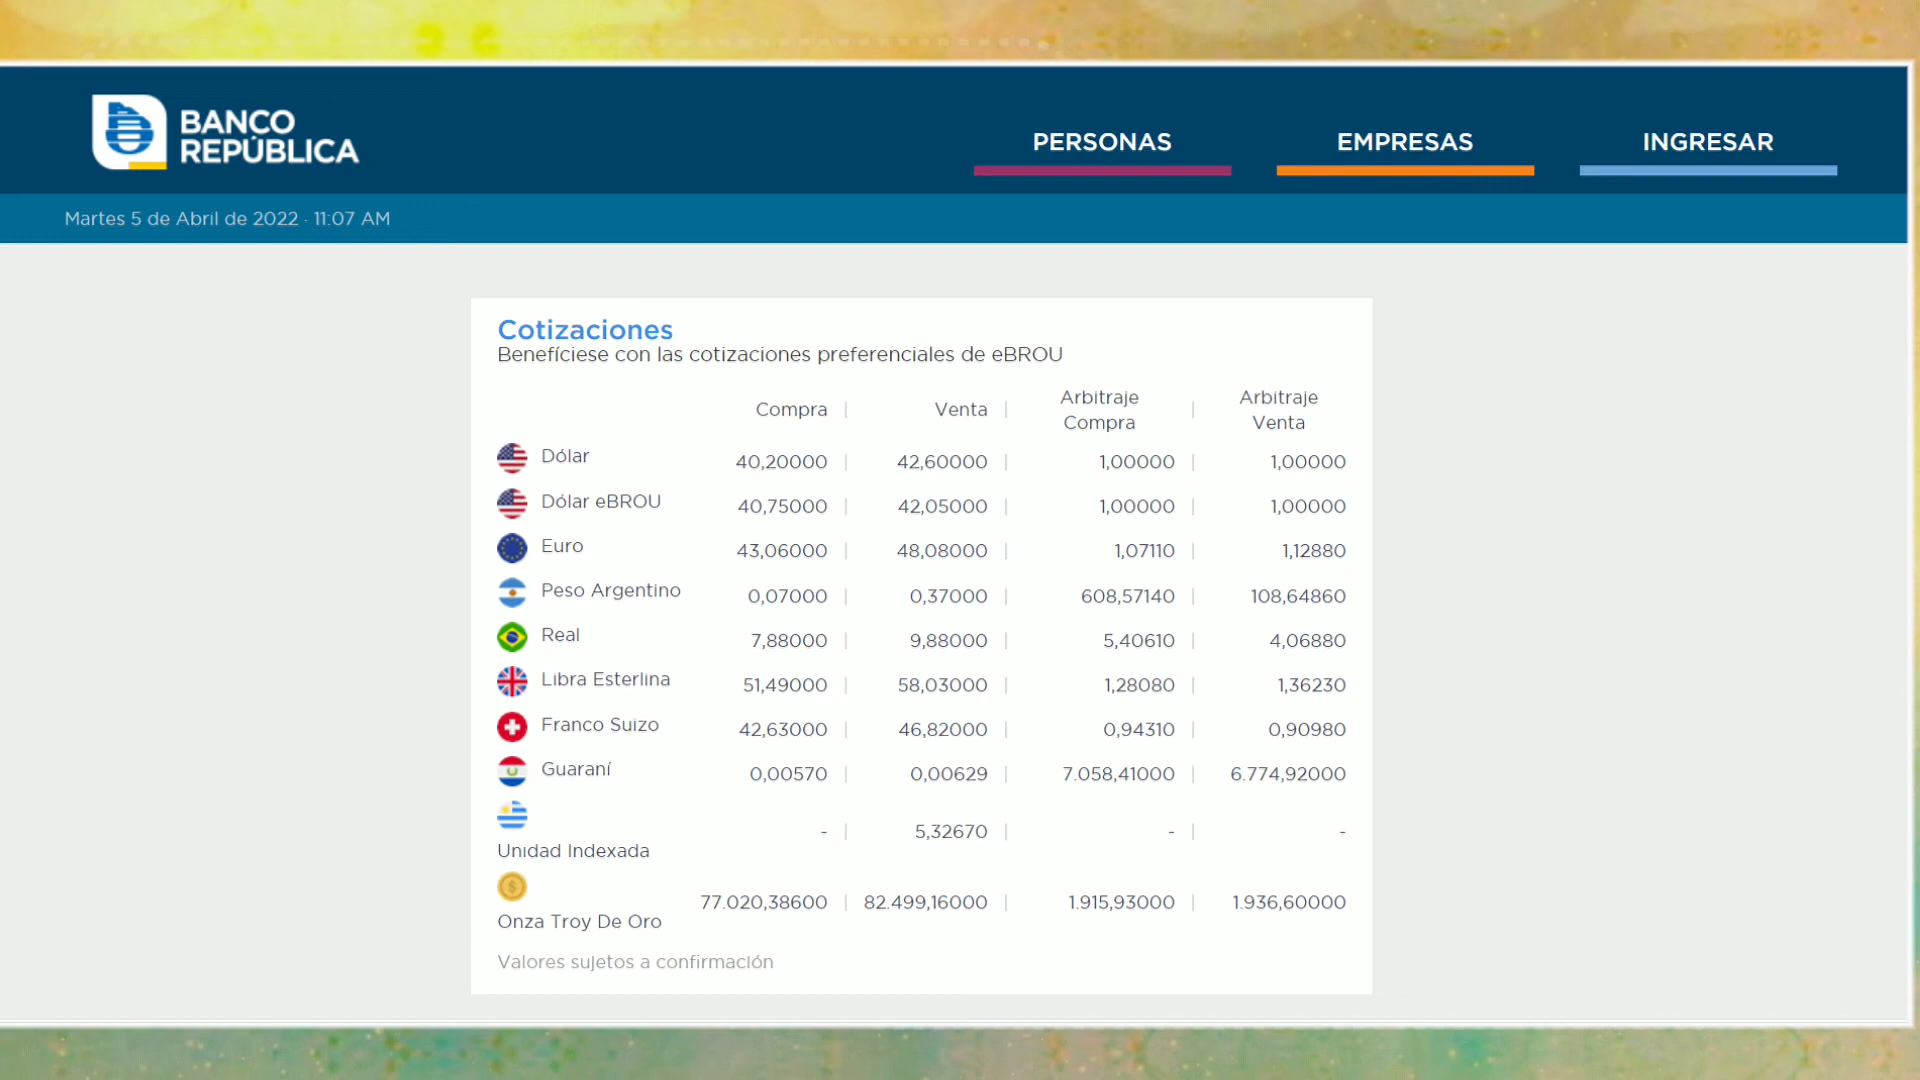 BANCO
REPÚBLICA
PERSONAS
EMPRESAS
INGRESAR
Martes 5 de Abril de 2022 · 11:07 AM
Cotizaciones
Benefíciese con las cotizaciones preferenciales de eBROU
Compra | Venta | Arbitraje Compra | Arbitraje Venta
Dólar 40,20000 | 42,60000 | 1,00000 | 1,00000
Dólar eBROU 40,75000 | 42,05000 | 1,00000 | 1,00000
Euro 43,06000 | 48,08000 | 1,07110 | 1,12880
Peso Argentino 0,07000 | 0,37000 | 608,57140 | 108,64860
Real 7,88000 | 9,88000 | 5,40610 | 4,06880
Libra Esterlina 51,49000 | 58,03000 | 1,28080 | 1,36230
Franco Suizo 42,63000 | 46,82000 | 0,94310 | 0,90980
Guaraní 0,00570 | 0,00629 | 7.058,41000 | 6.774,92000
Unidad Indexada - | 5,32670 | - | -
Onza Troy De Oro 77.020,38600 | 82.499,16000 | 1.915,93000 | 1.936,60000
Valores sujetos a confirmación